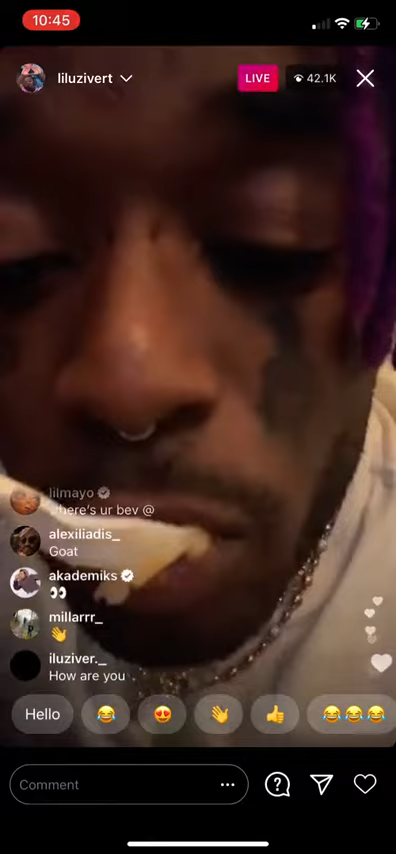 10:45
liluzivert
LIVE
42.1K
lilmayo
where's ur bev @
alexiliadis_
Goat
akademiks
👀
millarrr_
👋
iluziver._
How are you
Hello 😂 😍 👋 👍 😂😂😂
Comment